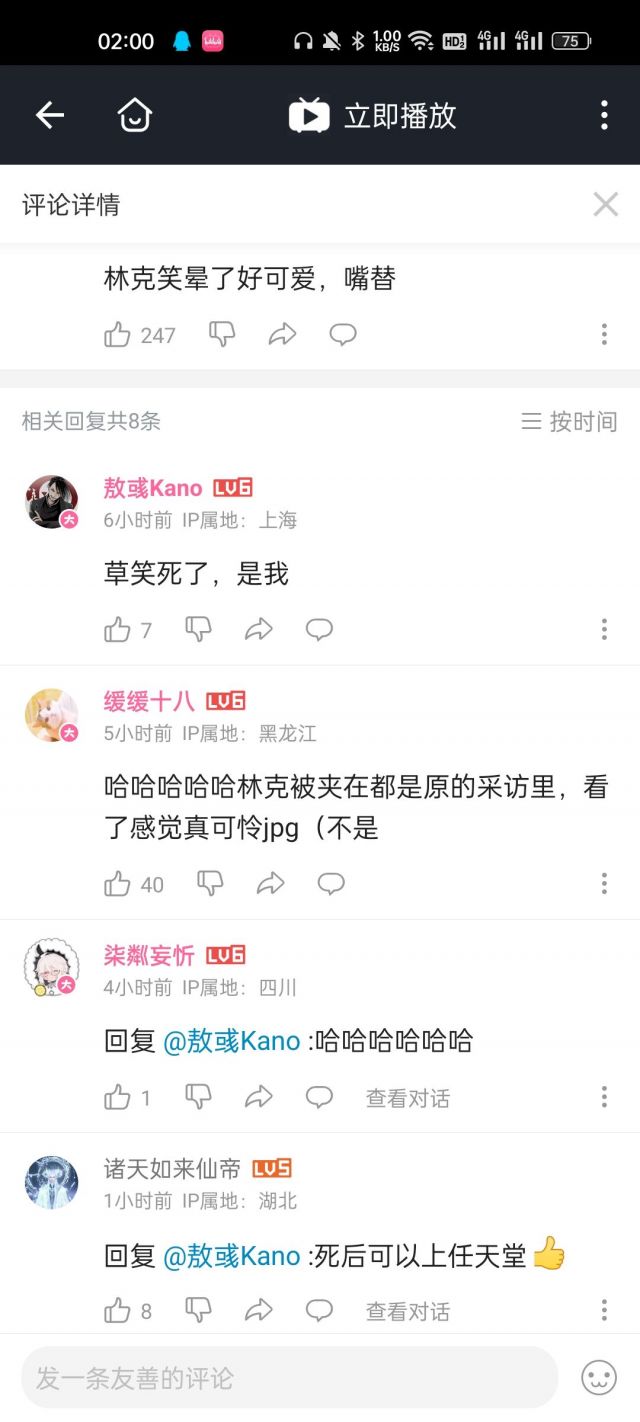 02:00
1.00
KB/S
HD
4G
4G
75
立即播放
评论详情
林克笑晕了好可爱，嘴替
247
相关回复共8条
按时间
敖彧Kano LV6
6小时前 IP属地：上海
草笑死了，是我
7
缓缓十八 LV6
5小时前 IP属地：黑龙江
哈哈哈哈哈林克被夹在都是原的采访里，看
了感觉真可怜jpg（不是
40
柒粼妄忻 LV6
4小时前 IP属地：四川
回复 @敖彧Kano :哈哈哈哈哈哈
1
查看对话
诸天如来仙帝 LV5
1小时前 IP属地：湖北
回复 @敖彧Kano :死后可以上任天堂👍
8
查看对话
发一条友善的评论